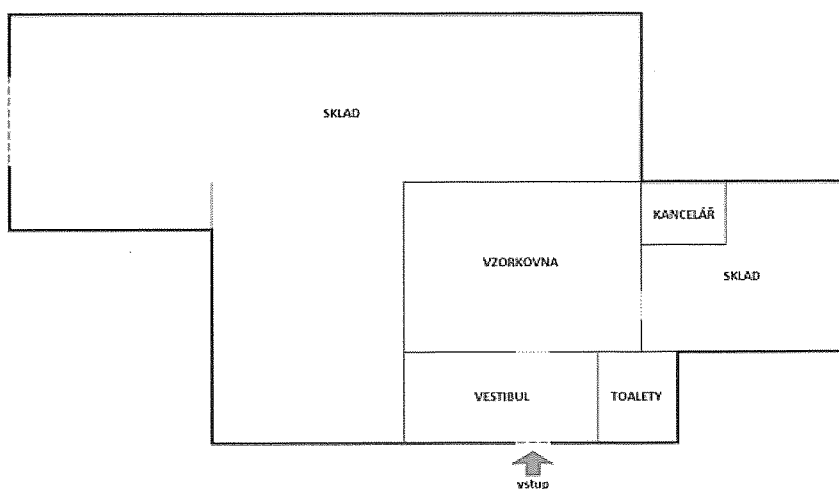 SKLAD
KANCELÁŘ
VZORKOVNA
SKLAD
VESTIBUL
TOALETY
vstup